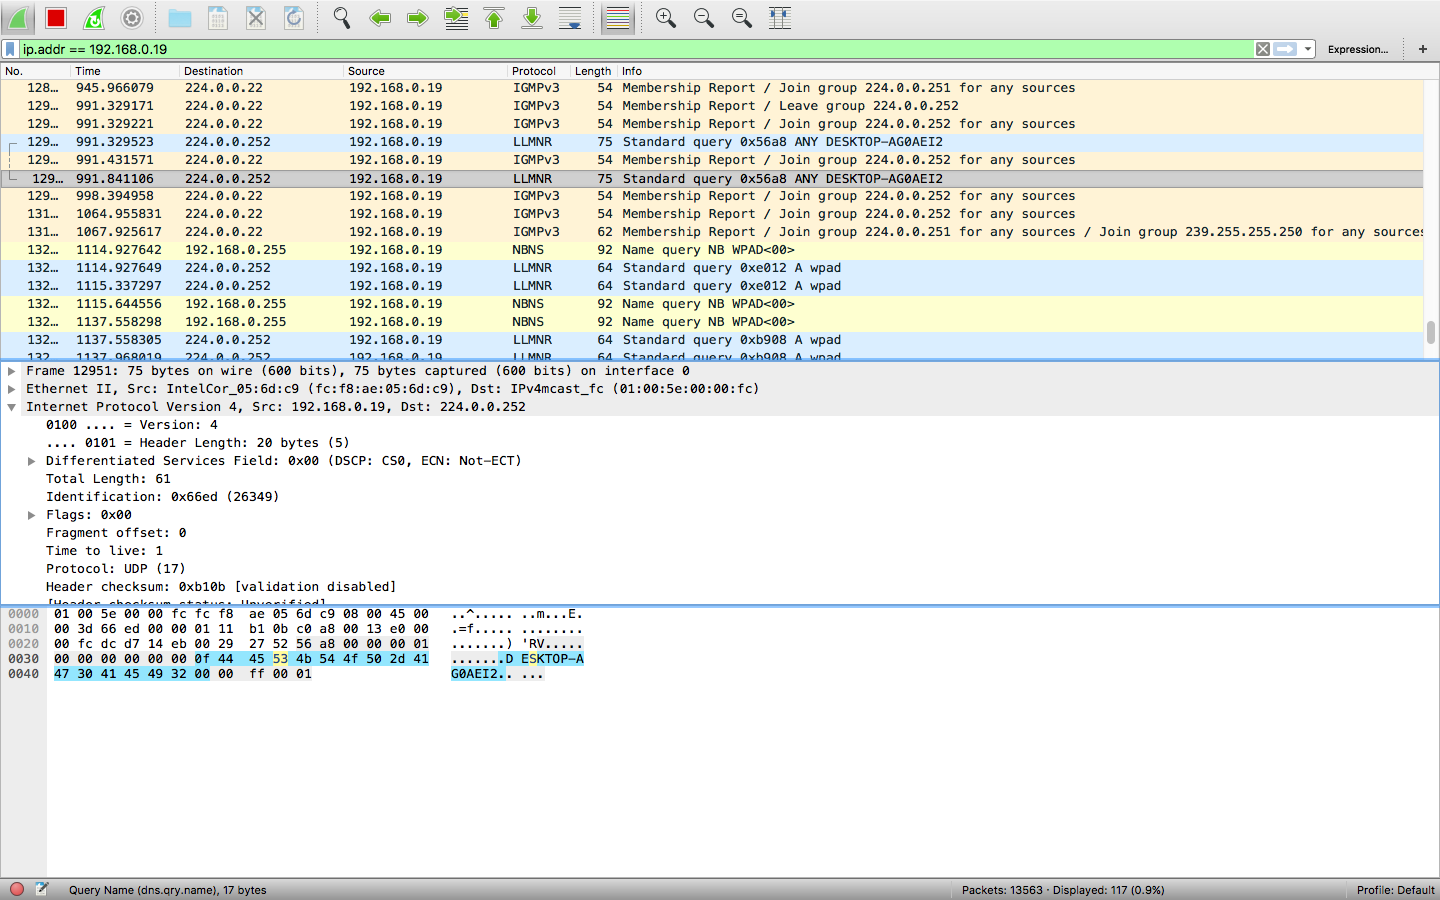 ip.addr == 192.168.0.19 Expression... +
No. Time Destination Source Protocol Length Info
128... 945.966079 224.0.0.22 192.168.0.19 IGMPv3 54 Membership Report / Join group 224.0.0.251 for any sources
129... 991.329171 224.0.0.22 192.168.0.19 IGMPv3 54 Membership Report / Leave group 224.0.0.252
129... 991.329221 224.0.0.22 192.168.0.19 IGMPv3 54 Membership Report / Join group 224.0.0.252 for any sources
129... 991.329523 224.0.0.252 192.168.0.19 LLMNR 75 Standard query 0x56a8 ANY DESKTOP-AG0AEI2
129... 991.431571 224.0.0.22 192.168.0.19 IGMPv3 54 Membership Report / Join group 224.0.0.252 for any sources
129... 991.841106 224.0.0.252 192.168.0.19 LLMNR 75 Standard query 0x56a8 ANY DESKTOP-AG0AEI2
129... 998.394958 224.0.0.22 192.168.0.19 IGMPv3 54 Membership Report / Join group 224.0.0.252 for any sources
131... 1064.955831 224.0.0.22 192.168.0.19 IGMPv3 54 Membership Report / Join group 224.0.0.252 for any sources
131... 1067.925617 224.0.0.22 192.168.0.19 IGMPv3 62 Membership Report / Join group 224.0.0.251 for any sources / Join group 239.255.255.250 for any sources
132... 1114.927642 192.168.0.255 192.168.0.19 NBNS 92 Name query NB WPAD<00>
132... 1114.927649 224.0.0.252 192.168.0.19 LLMNR 64 Standard query 0xe012 A wpad
132... 1115.337297 224.0.0.252 192.168.0.19 LLMNR 64 Standard query 0xe012 A wpad
132... 1115.644556 192.168.0.255 192.168.0.19 NBNS 92 Name query NB WPAD<00>
132... 1137.558298 192.168.0.255 192.168.0.19 NBNS 92 Name query NB WPAD<00>
132... 1137.558305 224.0.0.252 192.168.0.19 LLMNR 64 Standard query 0xb908 A wpad
132 1137.968019 224.0.0.252 192.168.0.19 LLMNR 64 Standard query 0xb908 A wpad
Frame 12951: 75 bytes on wire (600 bits), 75 bytes captured (600 bits) on interface 0
Ethernet II, Src: IntelCor_05:6d:c9 (fc:f8:ae:05:6d:c9), Dst: IPv4mcast_fc (01:00:5e:00:00:fc)
Internet Protocol Version 4, Src: 192.168.0.19, Dst: 224.0.0.252
0100 .... = Version: 4
.... 0101 = Header Length: 20 bytes (5)
Differentiated Services Field: 0x00 (DSCP: CS0, ECN: Not-ECT)
Total Length: 61
Identification: 0x66ed (26349)
Flags: 0x00
Fragment offset: 0
Time to live: 1
Protocol: UDP (17)
Header checksum: 0xb10b [validation disabled]
[Header checksum status: Unverified]
0000 01 00 5e 00 00 fc fc f8 ae 05 6d c9 08 00 45 00 ..^..... ..m...E.
0010 00 3d 66 ed 00 00 01 11 b1 0b c0 a8 00 13 e0 00 .=f..... ........
0020 00 fc dc d7 14 eb 00 29 27 52 56 a8 00 00 00 01 .......) 'RV.....
0030 00 00 00 00 00 00 0f 44 45 53 4b 54 4f 50 2d 41 .......D ESKTOP-A
0040 47 30 41 45 49 32 00 00 ff 00 01 G0AEI2.. ...
Query Name (dns.qry.name), 17 bytes Packets: 13563 · Displayed: 117 (0.9%) Profile: Default